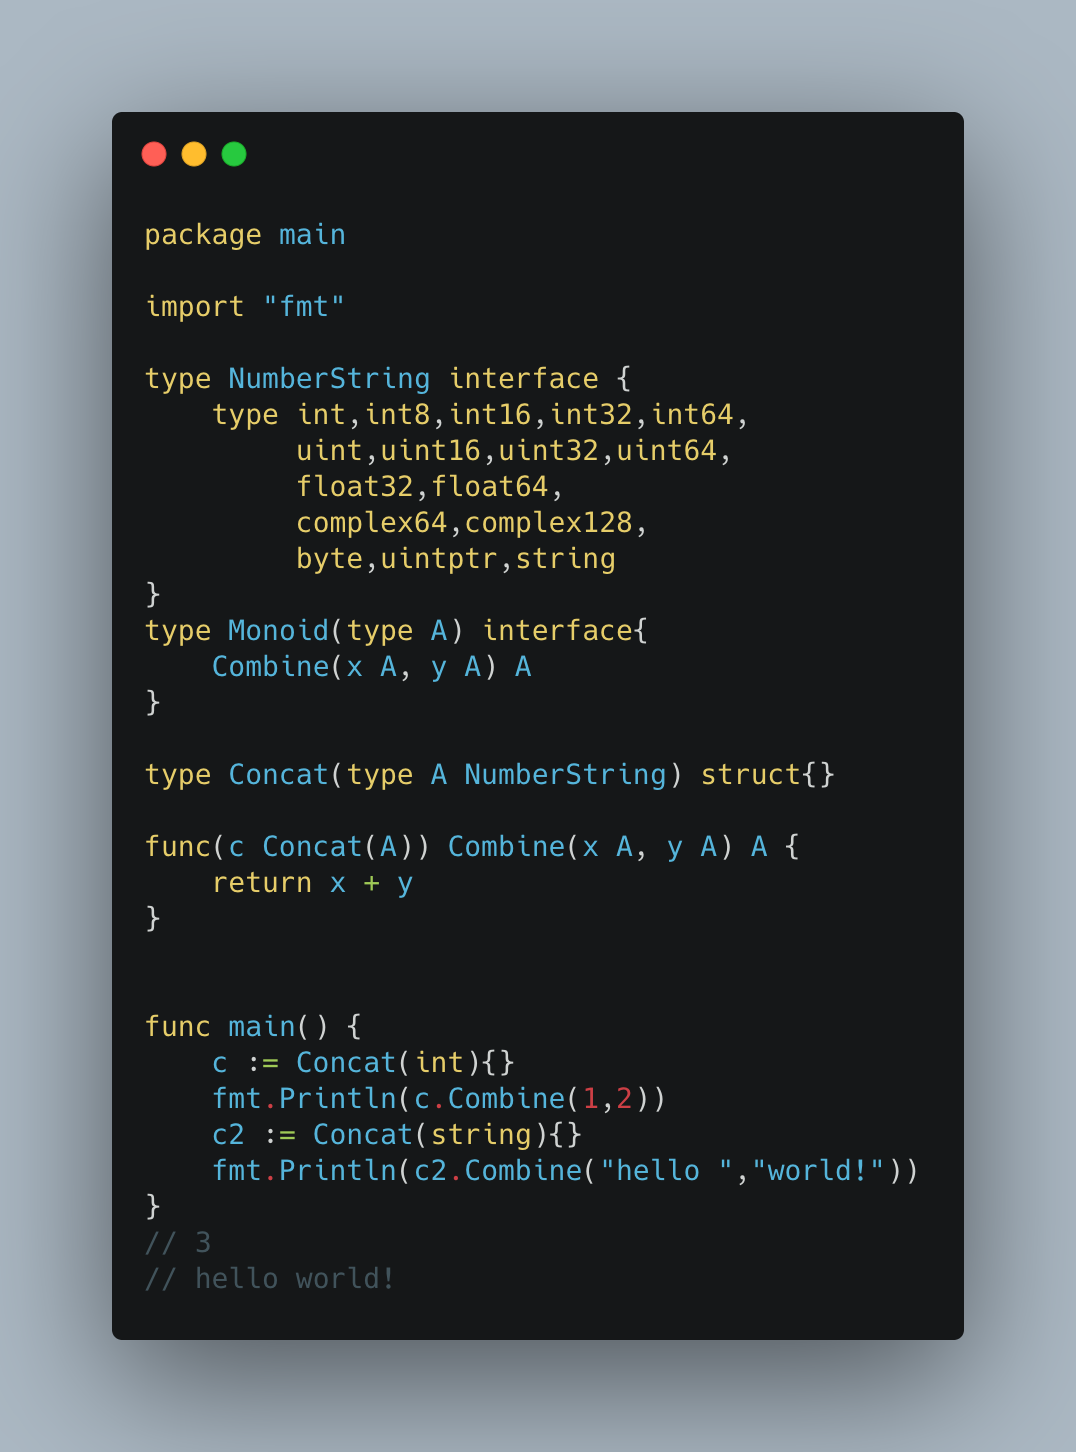 package main

import "fmt"

type NumberString interface {
    type int,int8,int16,int32,int64,
         uint,uint16,uint32,uint64,
         float32,float64,
         complex64,complex128,
         byte,uintptr,string
}
type Monoid(type A) interface{
    Combine(x A, y A) A
}

type Concat(type A NumberString) struct{}

func(c Concat(A)) Combine(x A, y A) A {
    return x + y
}


func main() {
    c := Concat(int){}
    fmt.Println(c.Combine(1,2))
    c2 := Concat(string){}
    fmt.Println(c2.Combine("hello ","world!"))
}
// 3
// hello world!